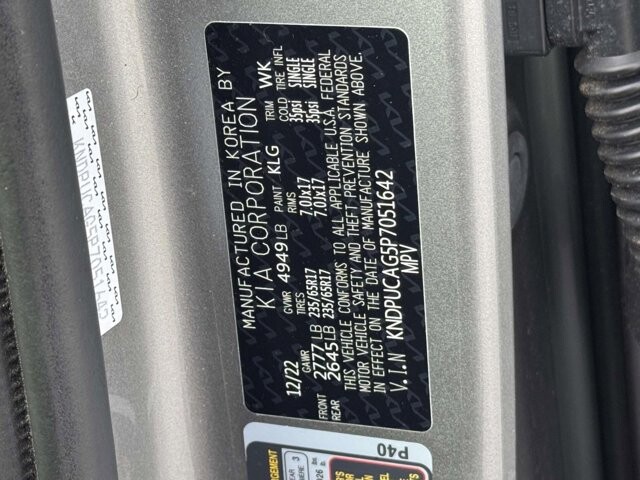 MANUFACTURED IN KOREA BY
KIA CORPORATION
12/22 GVWR 4949LB PAINT KLG TRIM WK
GAWR TIRES RIMS COLD TIRE INFL
FRONT 2777LB 235/65R17 7.0Jx17 35psi SINGLE
REAR 2645LB 235/65R17 7.0Jx17 35psi SINGLE
THIS VEHICLE CONFORMS TO ALL APPLICABLE U.S.A. FEDERAL
MOTOR VEHICLE SAFETY AND THEFT PREVENTION STANDARDS
IN EFFECT ON THE DATE OF MANUFACTURE SHOWN ABOVE.
V.I.N KNDPUCAG5P7051642
MPV
P40